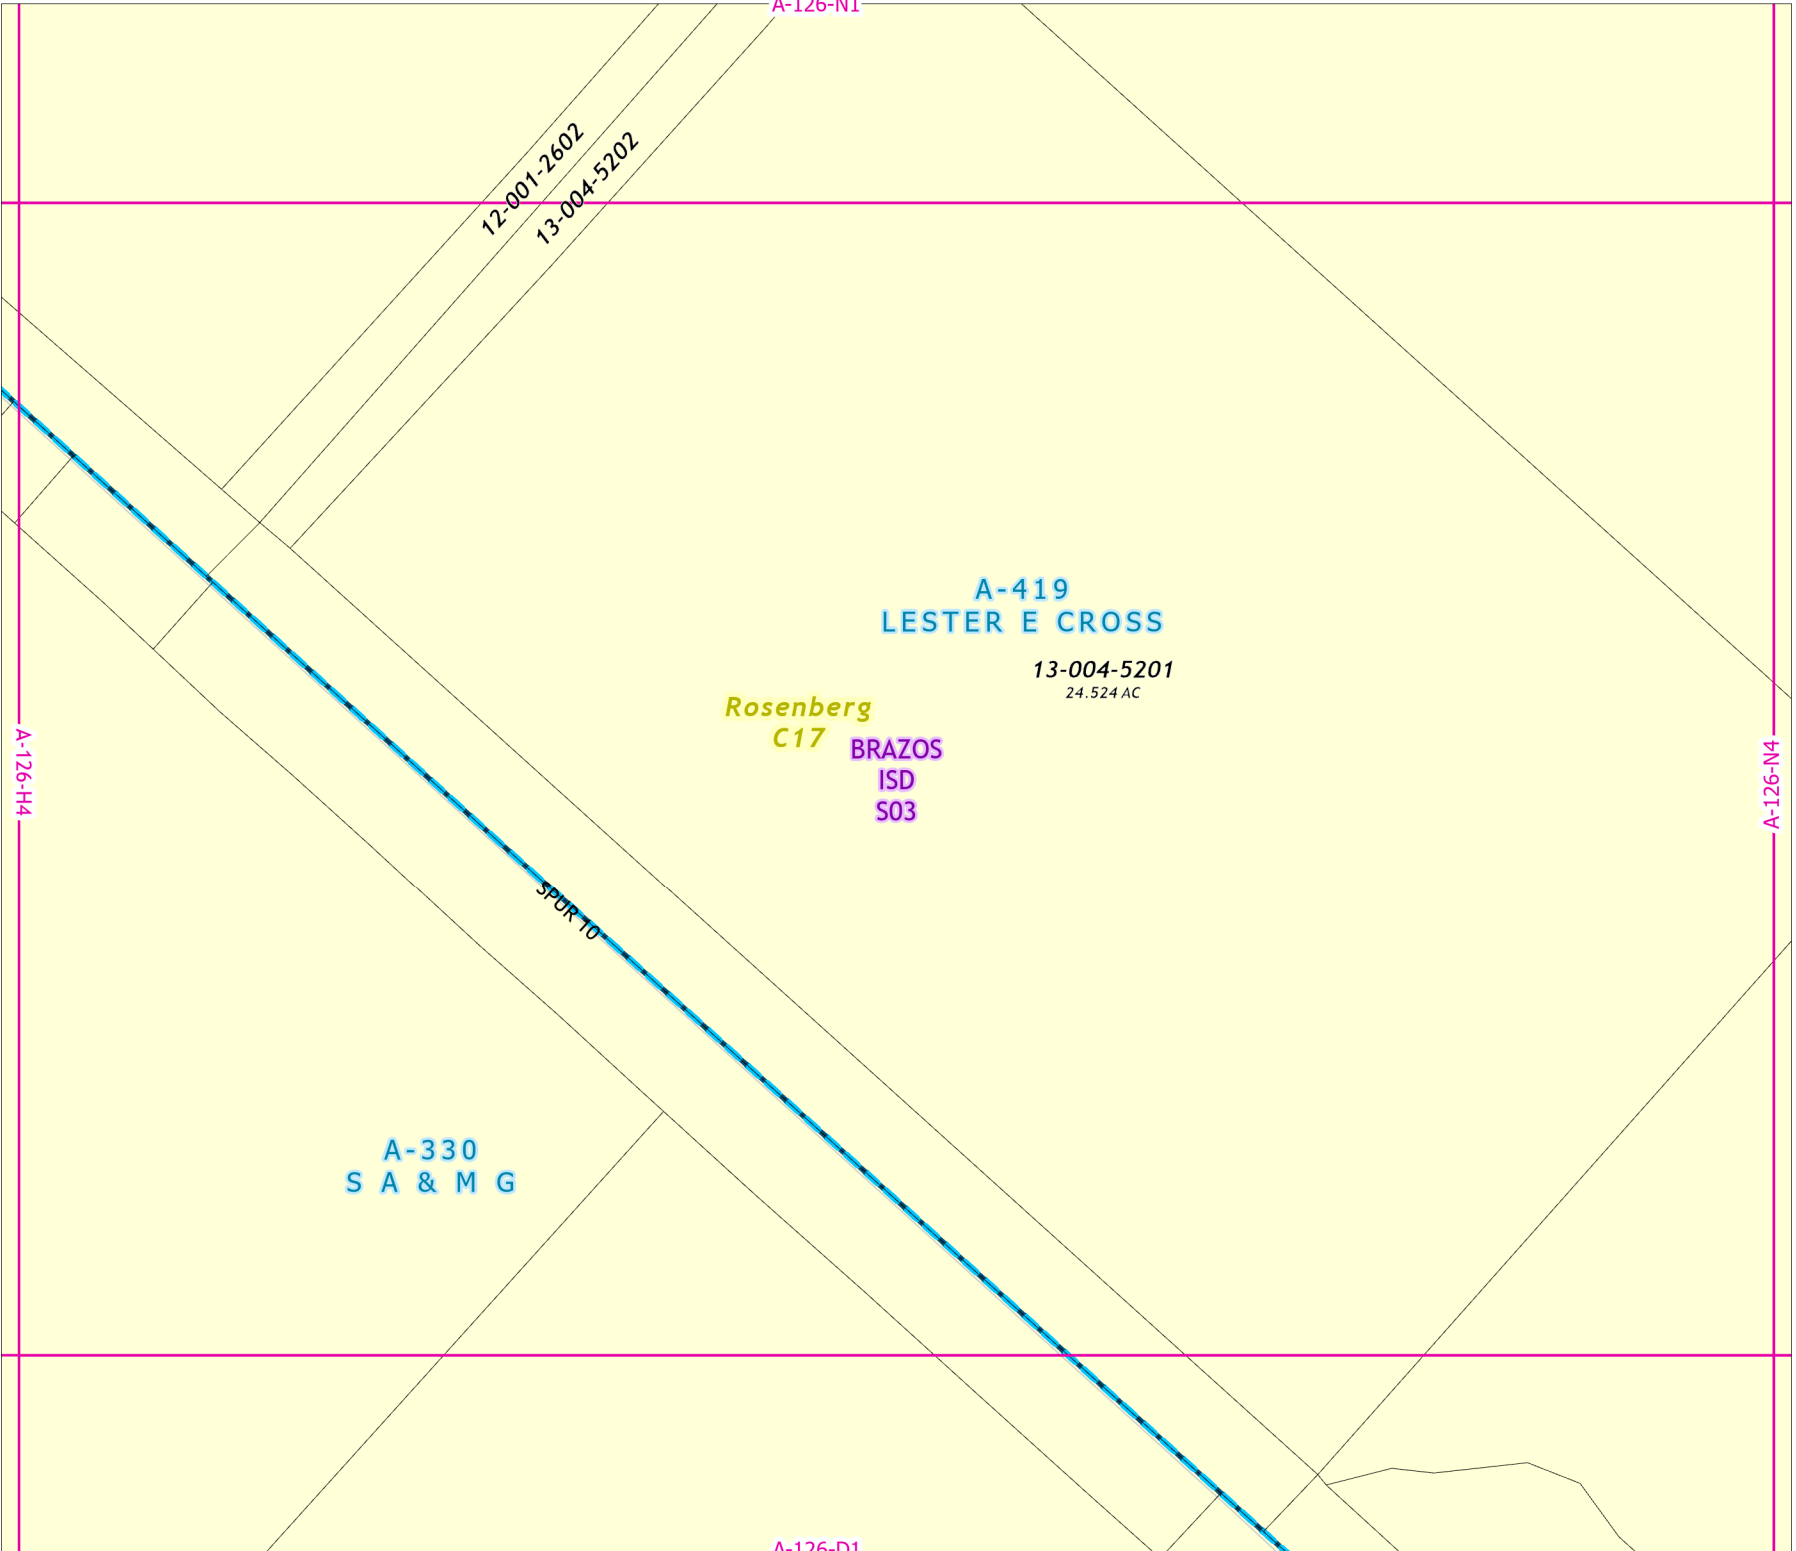 A-126-N1
12-001-2602
13-004-5202
A-419
LESTER E CROSS
13-004-5201
24.524 AC
Rosenberg
C17
BRAZOS
ISD
S03
A-126-H4
A-126-N4
SPUR 10
A-330
S A & M G
A-126-D1